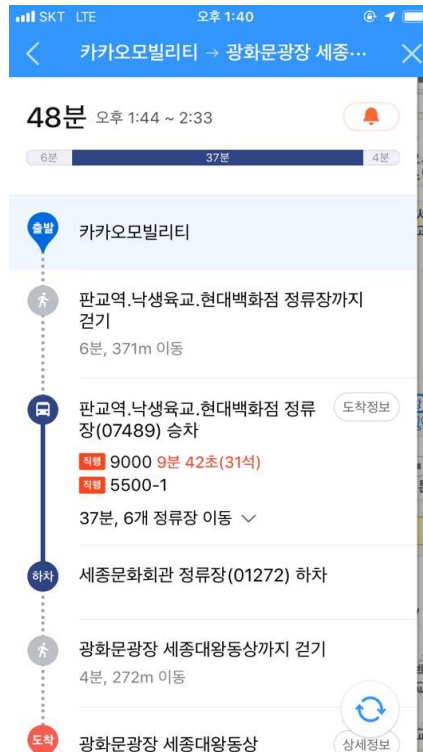 SKT LTE 오후 1:40
카카오모빌리티 → 광화문광장 세종···
48분 오후 1:44 ~ 2:33
6분 37분 4분
출발 카카오모빌리티
판교역.낙생육교.현대백화점 정류장까지
걷기
6분, 371m 이동
판교역.낙생육교.현대백화점 정류 도착정보
장(07489) 승차
직행 9000 9분 42초(31석)
직행 5500-1
37분, 6개 정류장 이동
하차 세종문화회관 정류장(01272) 하차
광화문광장 세종대왕동상까지 걷기
4분, 272m 이동
도착 광화문광장 세종대왕동상 상세정보